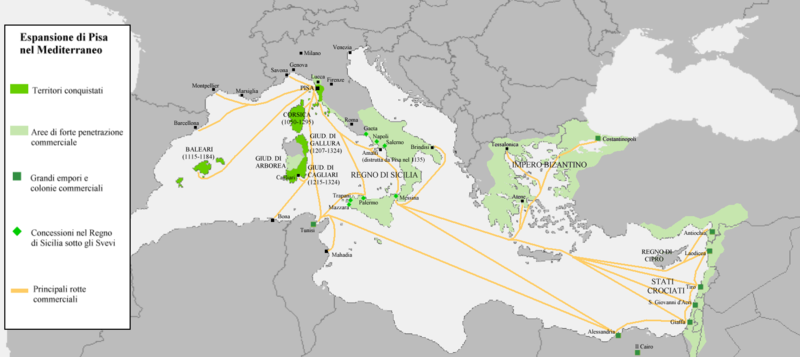 Espansione di Pisa
nel Mediterraneo
Territori conquistati
Aree di forte penetrazione
commerciale
Grandi empori e
colonie commerciali
Concessioni nel Regno
di Sicilia sotto gli Svevi
Principali rotte
commerciali
Milano
Venezia
Genova
Savona
Lucca
Firenze
PISA
Montpellier
Marsiglia
Barcellona
CORSICA
(1050-1295)
Roma
GIUD. DI
GALLURA
(1207-1324)
BALEARI
(1115-1184)
GIUD. DI
ARBOREA
GIUD. DI
CAGLIARI
(1215-1324)
Cagliari
Gaeta
Napoli
Salerno
Amalfi
(distrutta da Pisa nel 1135)
Brindisi
REGNO DI SICILIA
Trapani
Mazzara
Palermo
Messina
Bona
Tunisi
Mahadia
Costantinopoli
Tessalonica
IMPERO BIZANTINO
Atene
Antiochia
Laodicea
REGNO DI
CIPRO
STATI
CROCIATI
Tiro
S. Giovanni d'Acri
Giaffa
Alessandria
Il Cairo